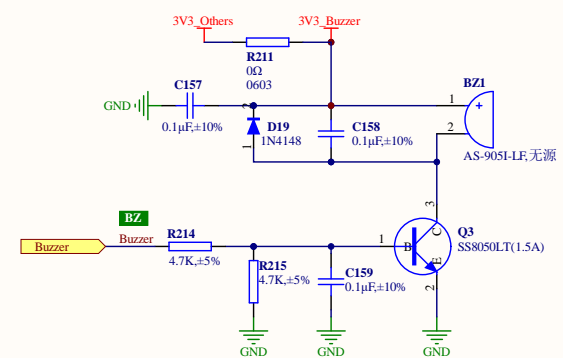 3V3_Others
3V3_Buzzer
R211
0Ω
0603
C157
GND
0.1μF,±10%
2
D19
1N4148
1
C158
0.1μF,±10%
BZ1
1
+
2
AS-905I-LF,无源
3
BZ
Buzzer
Buzzer
R214
4.7K,±5%
R215
4.7K,±5%
C159
0.1μF,±10%
1
B
C
E
Q3
SS8050LT(1.5A)
2
GND
GND
GND